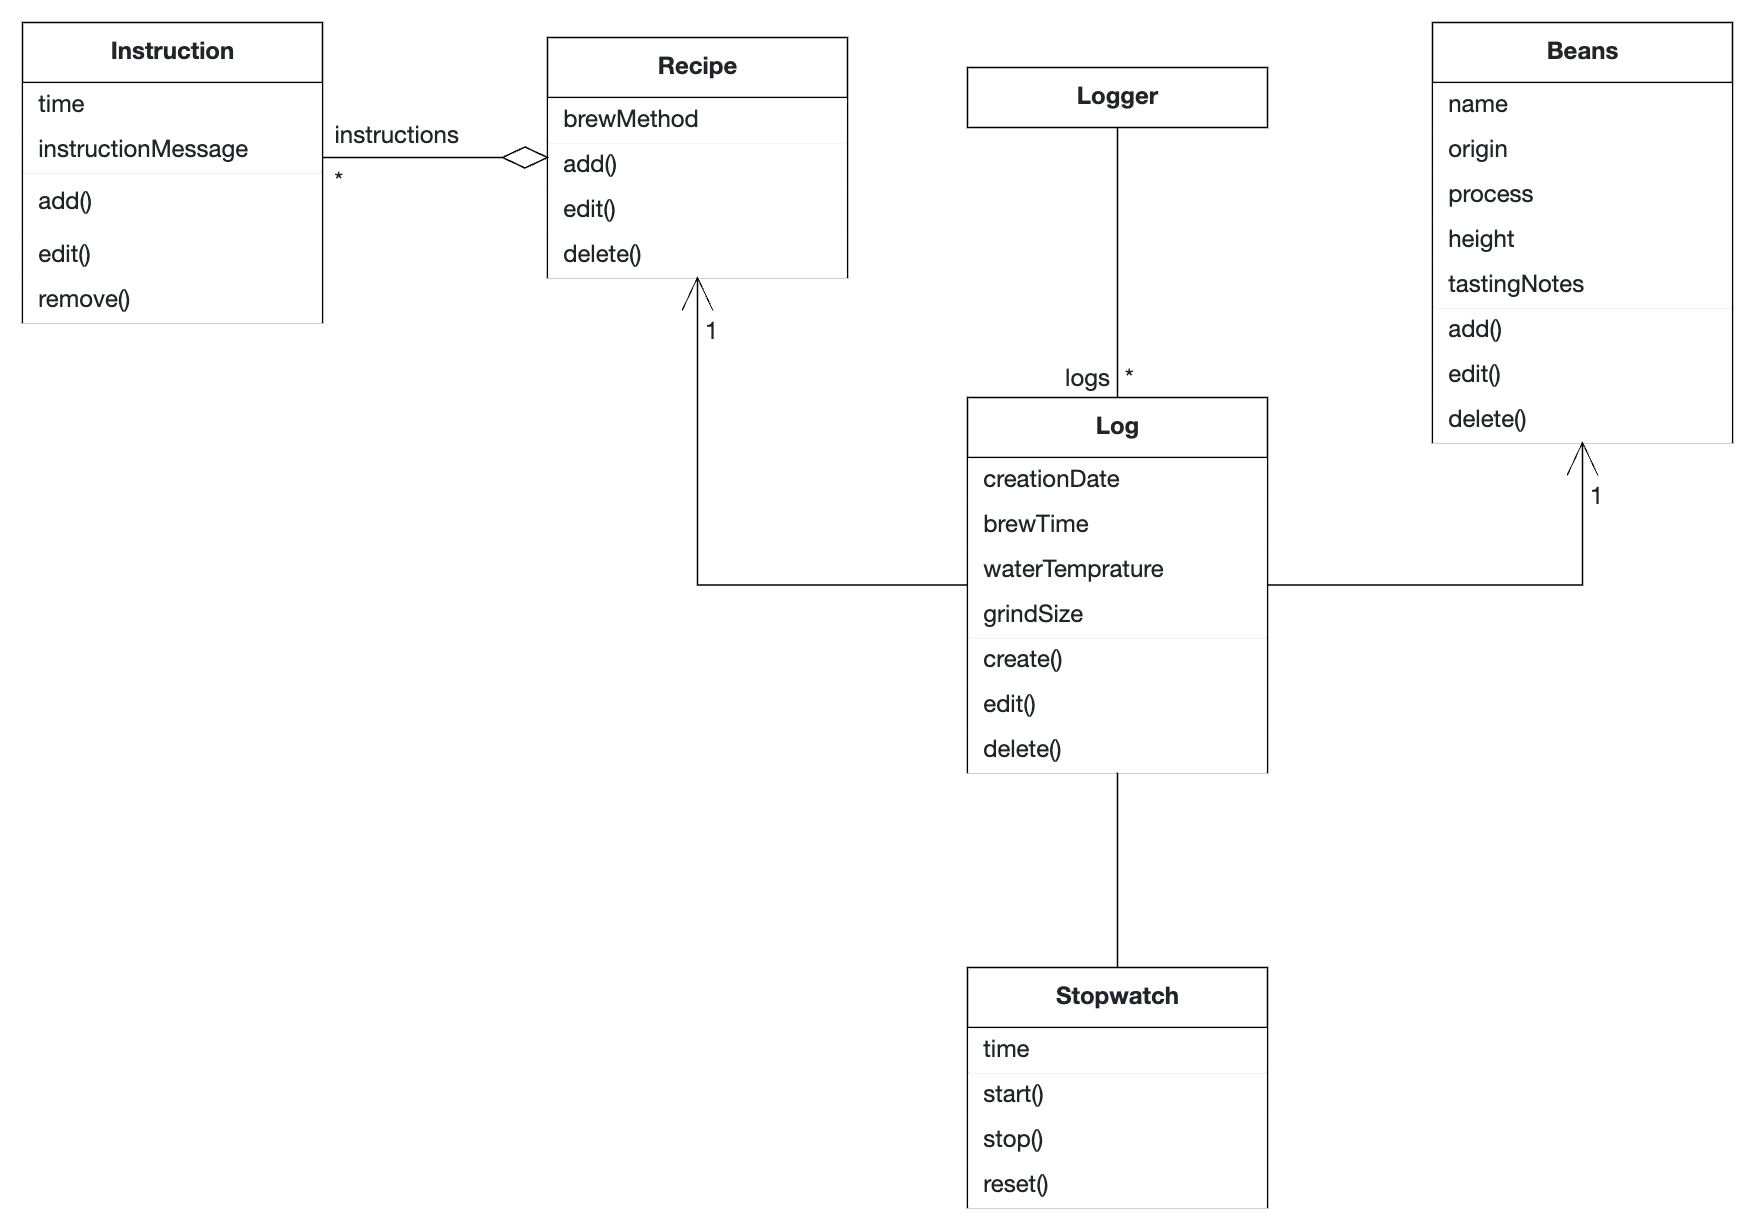 Instruction
time
instructionMessage
add()
edit()
remove()
instructions
*
Recipe
brewMethod
add()
edit()
delete()
1
Logger
logs *
Log
creationDate
brewTime
waterTemprature
grindSize
create()
edit()
delete()
Beans
name
origin
process
height
tastingNotes
add()
edit()
delete()
1
Stopwatch
time
start()
stop()
reset()